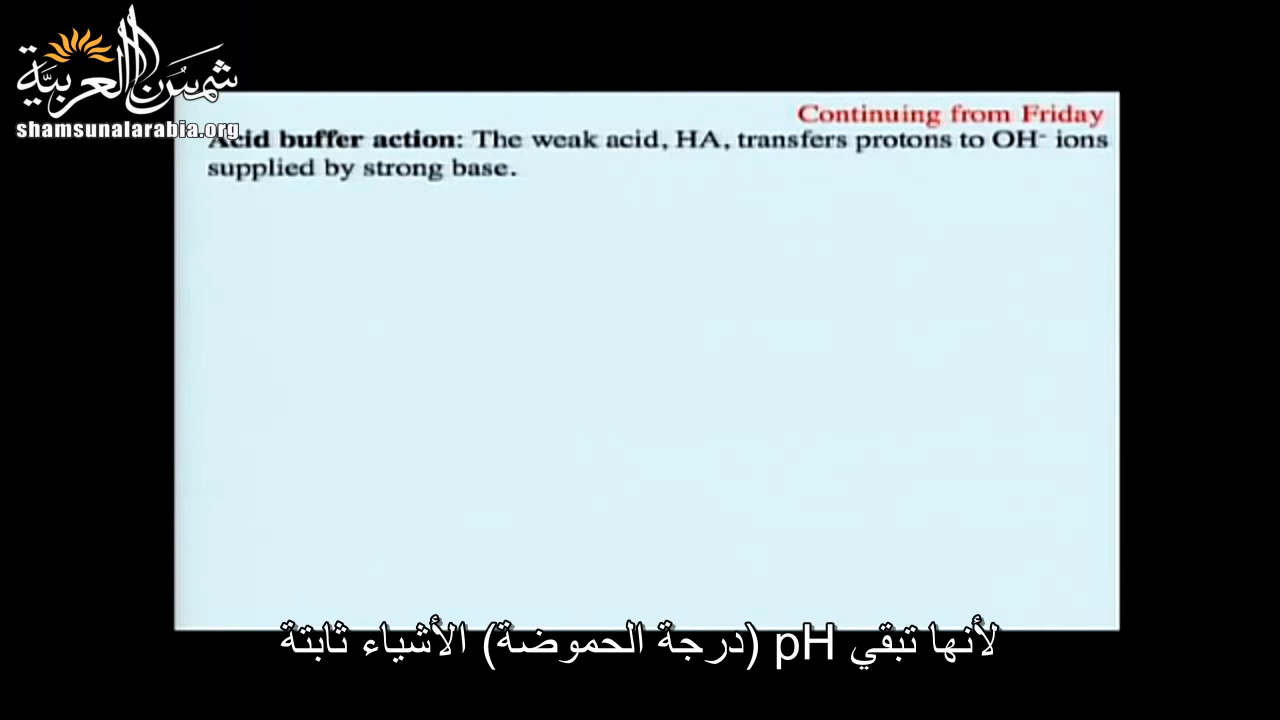 شمس العربية
shamsunalarabia.org
Continuing from Friday
Acid buffer action: The weak acid, HA, transfers protons to OH⁻ ions
supplied by strong base.
لأنها تبقي pH (درجة الحموضة) الأشياء ثابتة